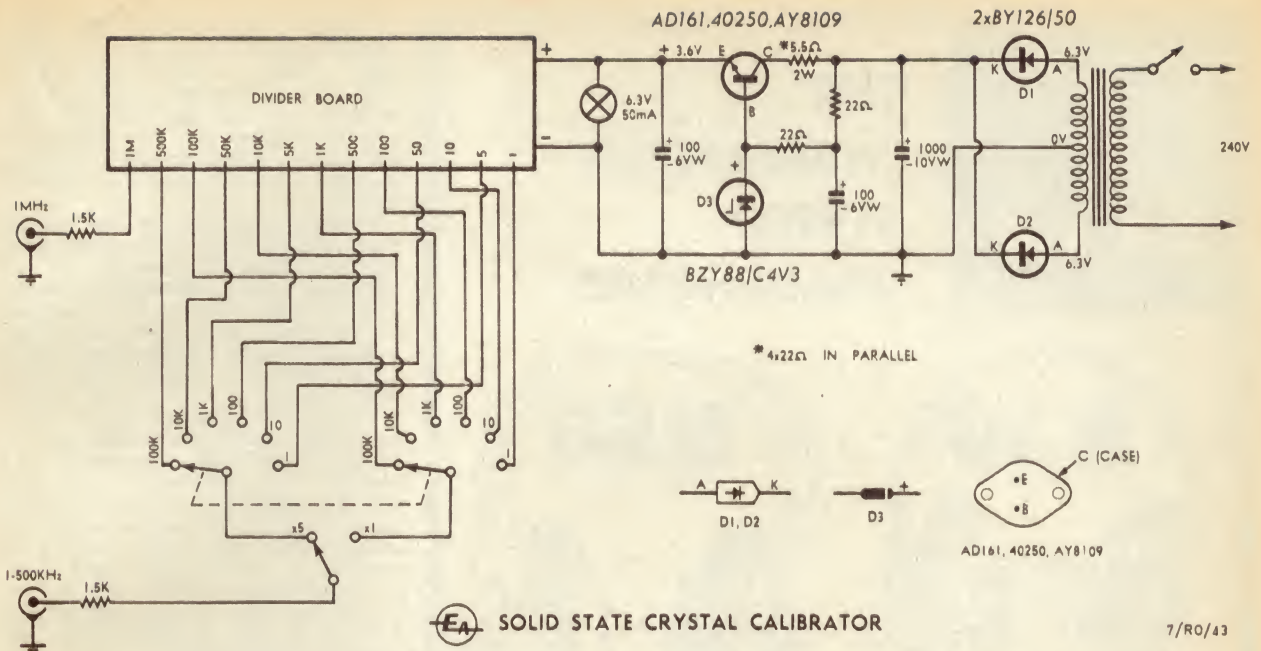 AD161,40250,AY8109
2xBY126/50
DIVIDER BOARD
+
−
1M
500K
100K
50K
10K
5K
1K
500
100
50
10
5
1
6.3V
50mA
+ 3.6V
E
C
B
*5.5Ω
2W
22Ω
22Ω
+
100
-6VW
+
100
-6VW
+
1000
-10VW
+
D3
BZY88/C4V3
K
A
D1
6.3V
0V
D2
K
A
6.3V
240V
1MHz
1.5K
100K
10K
1K
100
10
1
100K
10K
1K
100
10
1
x5
x1
1-500KHz
1.5K
*4x22Ω IN PARALLEL
A
K
D1, D2
+
D3
C (CASE)
E
B
AD161, 40250, AY8109
EA SOLID STATE CRYSTAL CALIBRATOR
7/RO/43